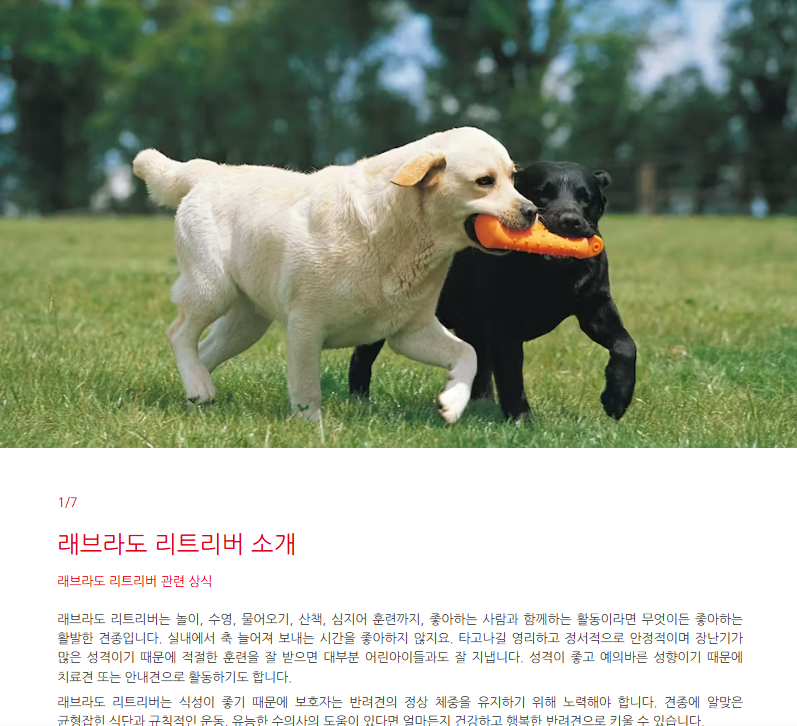 1/7
래브라도 리트리버 소개
래브라도 리트리버 관련 상식
래브라도 리트리버는 놀이, 수영, 물어오기, 산책, 심지어 훈련까지, 좋아하는 사람과 함께하는 활동이라면 무엇이든 좋아하는
활발한 견종입니다. 실내에서 축 늘어져 보내는 시간을 좋아하지 않지요. 타고나길 영리하고 정서적으로 안정적이며 장난기가
많은 성격이기 때문에 적절한 훈련을 잘 받으면 대부분 어린아이들과도 잘 지냅니다. 성격이 좋고 예의바른 성향이기 때문에
치료견 또는 안내견으로 활동하기도 합니다.
래브라도 리트리버는 식성이 좋기 때문에 보호자는 반려견의 정상 체중을 유지하기 위해 노력해야 합니다. 견종에 알맞은
균형잡힌 식단과 규칙적인 운동, 유능한 수의사의 도움이 있다면 얼마든지 건강하고 행복한 반려견으로 키울 수 있습니다.